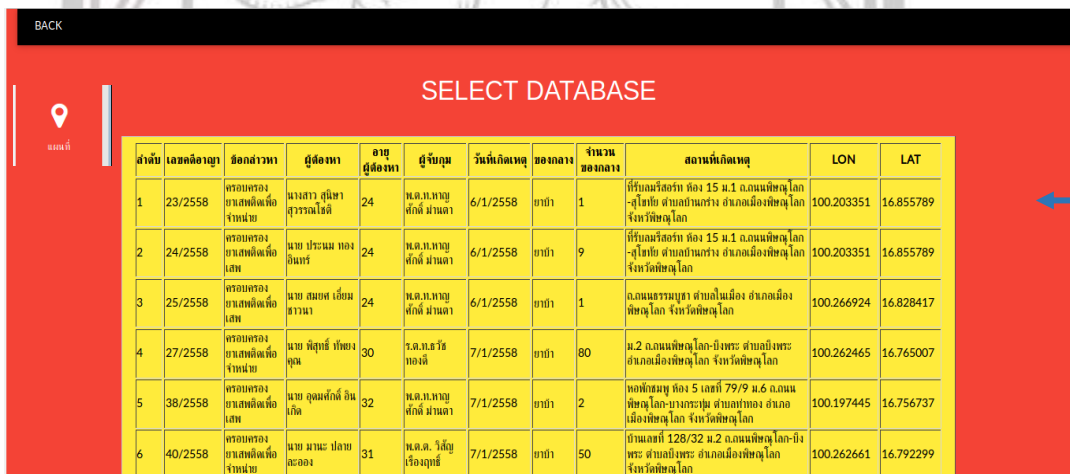 BACK
SELECT DATABASE
แผนที่
ลำดับ เลขคดีอาญา ข้อกล่าวหา ผู้ต้องหา อายุ ผู้ต้องหา ผู้จับกุม วันที่เกิดเหตุ ของกลาง จำนวน ของกลาง สถานที่เกิดเหตุ LON LAT
1 23/2558 ครอบครอง ยาเสพติดเพื่อ จำหน่าย นางสาว สุนิษา สุวรรณโชติ 24 พ.ต.ท.หาญ ศักดิ์ ม่านตา 6/1/2558 ยาบ้า 1 ที่รับลมรีสอร์ท ห้อง 15 ม.1 ถ.ถนนพิษณุโลก -สุโขทัย ตำบลบ้านกร่าง อำเภอเมืองพิษณุโลก จังหวัพิษณุโลก 100.203351 16.855789
2 24/2558 ครอบครอง ยาเสพติดเพื่อ เสพ นาย ประนม ทอง อินทร์ 24 พ.ต.ท.หาญ ศักดิ์ ม่านตา 6/1/2558 ยาบ้า 9 ที่รับลมรีสอร์ท ห้อง 15 ม.1 ถ.ถนนพิษณุโลก -สุโขทัย ตำบลบ้านกร่าง อำเภอเมืองพิษณุโลก จังหวัดพิษณุโลก 100.203351 16.855789
3 25/2558 ครอบครอง ยาเสพติดเพื่อ เสพ นาย สมยศ เอี่ยม ชาวนา 24 พ.ต.ท.หาญ ศักดิ์ ม่านตา 6/1/2558 ยาบ้า 1 ถ.ถนนธรรมบูชา ตำบลในเมือง อำเภอเมือง พิษณุโลก จังหวัดพิษณุโลก 100.266924 16.828417
4 27/2558 ครอบครอง ยาเสพติดเพื่อ จำหน่าย นาย พิสุทธิ์ ทัพยง คุณ 30 ร.ต.ท.ธวัช ทองดี 7/1/2558 ยาบ้า 80 ม.2 ถ.ถนนพิษณุโลก-บึงพระ ตำบลบึงพระ อำเภอเมืองพิษณุโลก จังหวัดพิษณุโลก 100.262465 16.765007
5 38/2558 ครอบครอง ยาเสพติดเพื่อ เสพ นาย อุดมศักดิ์ อิน เกิด 32 พ.ต.ท.หาญ ศักดิ์ ม่านตา 7/1/2558 ยาบ้า 2 หอพักชมพู ห้อง 5 เลขที่ 79/9 ม.6 ถ.ถนน พิษณุโลก-บางกระทุ่ม ตำบลท่าทอง อำเภอ เมืองพิษณุโลก จังหวัดพิษณุโลก 100.197445 16.756737
6 40/2558 ครอบครอง ยาเสพติดเพื่อ จำหน่าย นาย มานะ ปลาย ละออง 31 พ.ต.ต. วิสัญ เรืองฤทธิ์ 7/1/2558 ยาบ้า 50 บ้านเลขที่ 128/32 ม.2 ถ.ถนนพิษณุโลก-บึง พระ ตำบลบึงพระ อำเภอเมืองพิษณุโลก จังหวัดพิษณุโลก 100.262661 16.792299